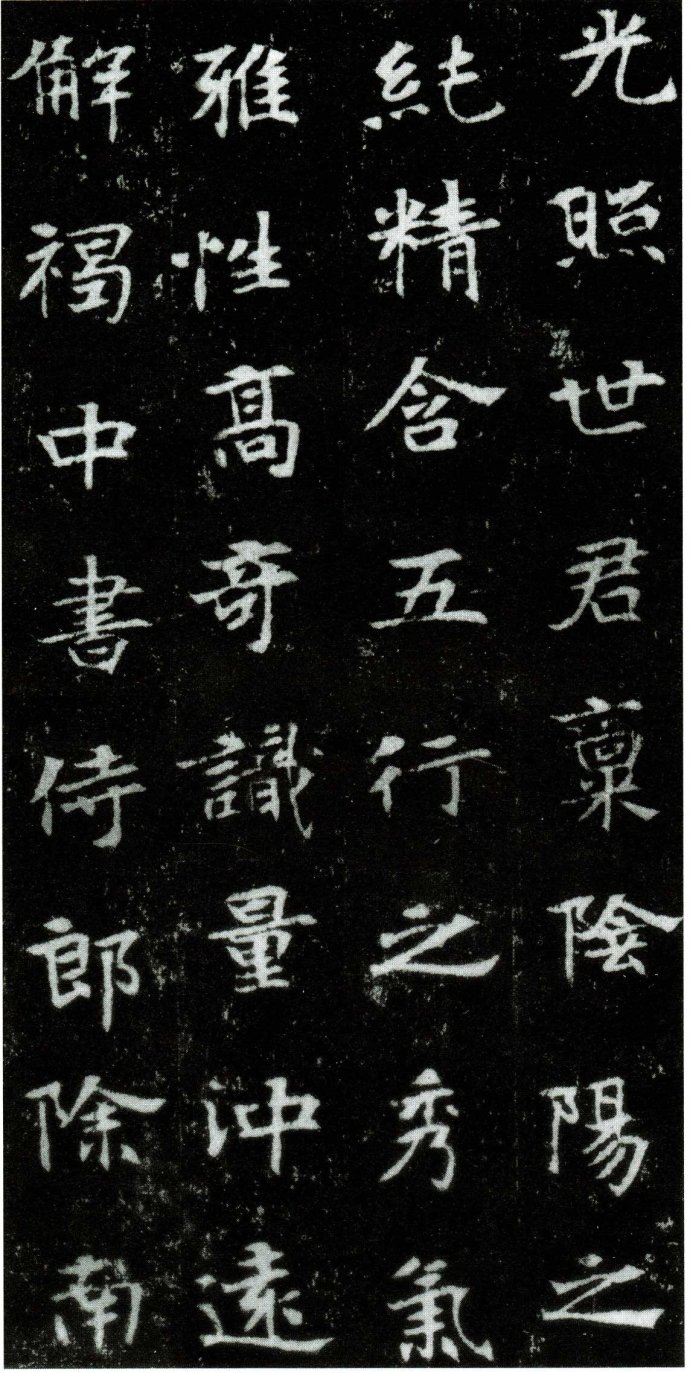 光照世君稟陰陽之
純精含五行之秀氣
雅性高奇識量沖遠
解褐中書侍郎除南